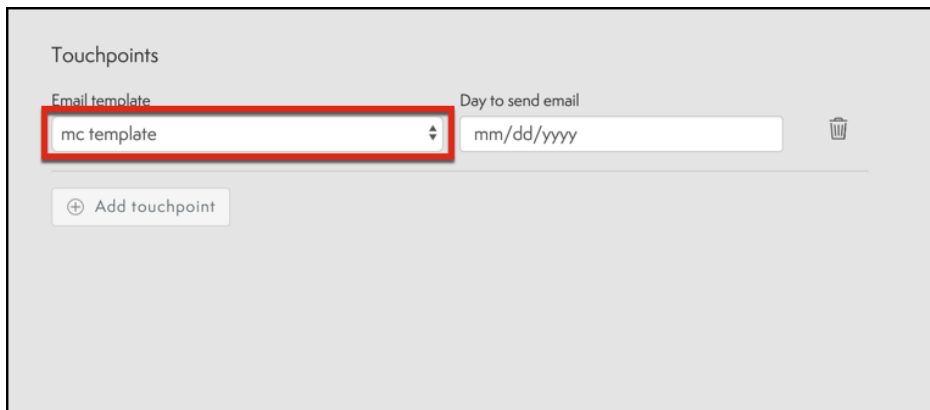 Touchpoints
Email template
Day to send email
mc template
mm/dd/yyyy
Add touchpoint